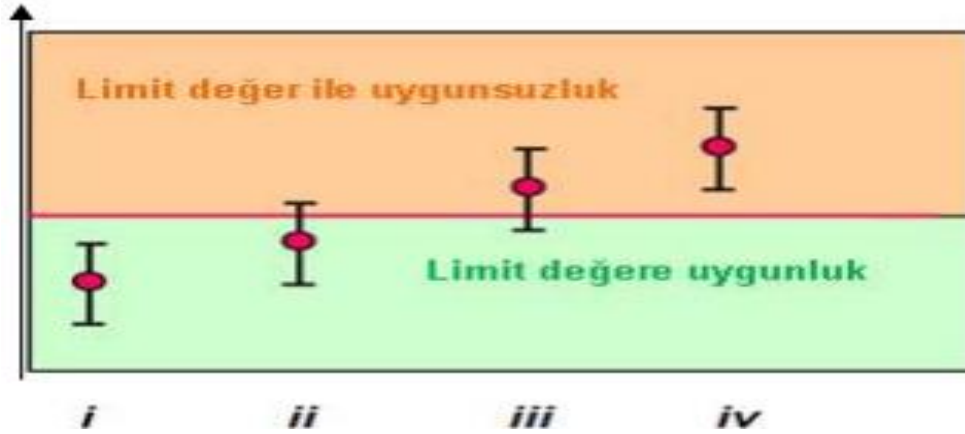 Limit değer ile uygunsuzluk
Limit değere uygunluk
i ii iii iv